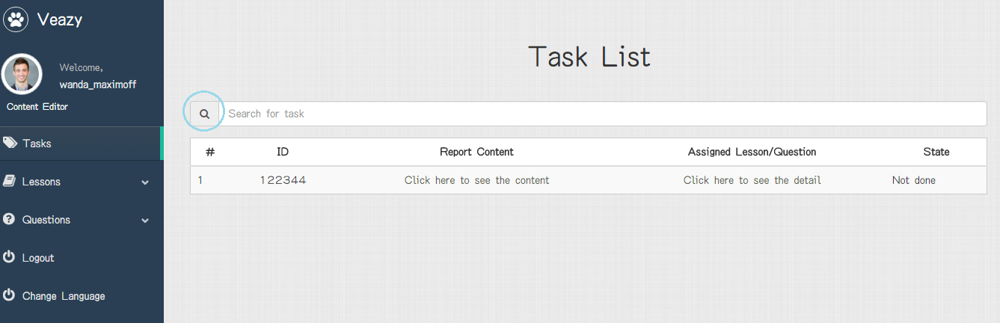 Veazy
Welcome,
wanda_maximoff
Content Editor
Tasks
Lessons
Questions
Logout
Change Language
Task List
Search for task
# ID Report Content Assigned Lesson/Question State
1 122344 Click here to see the content Click here to see the detail Not done